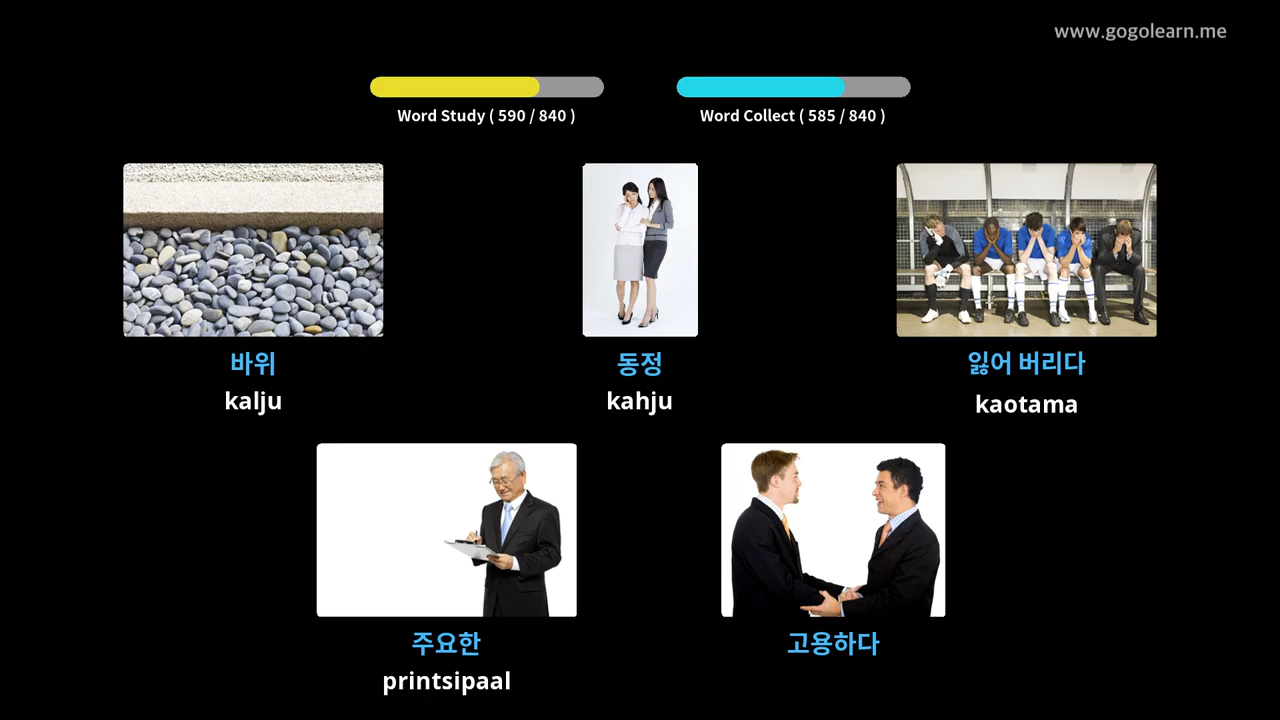 www.gogolearn.me
Word Study ( 590 / 840 )
Word Collect ( 585 / 840 )
바위
kalju
동정
kahju
잃어 버리다
kaotama
주요한
printsipaal
고용하다